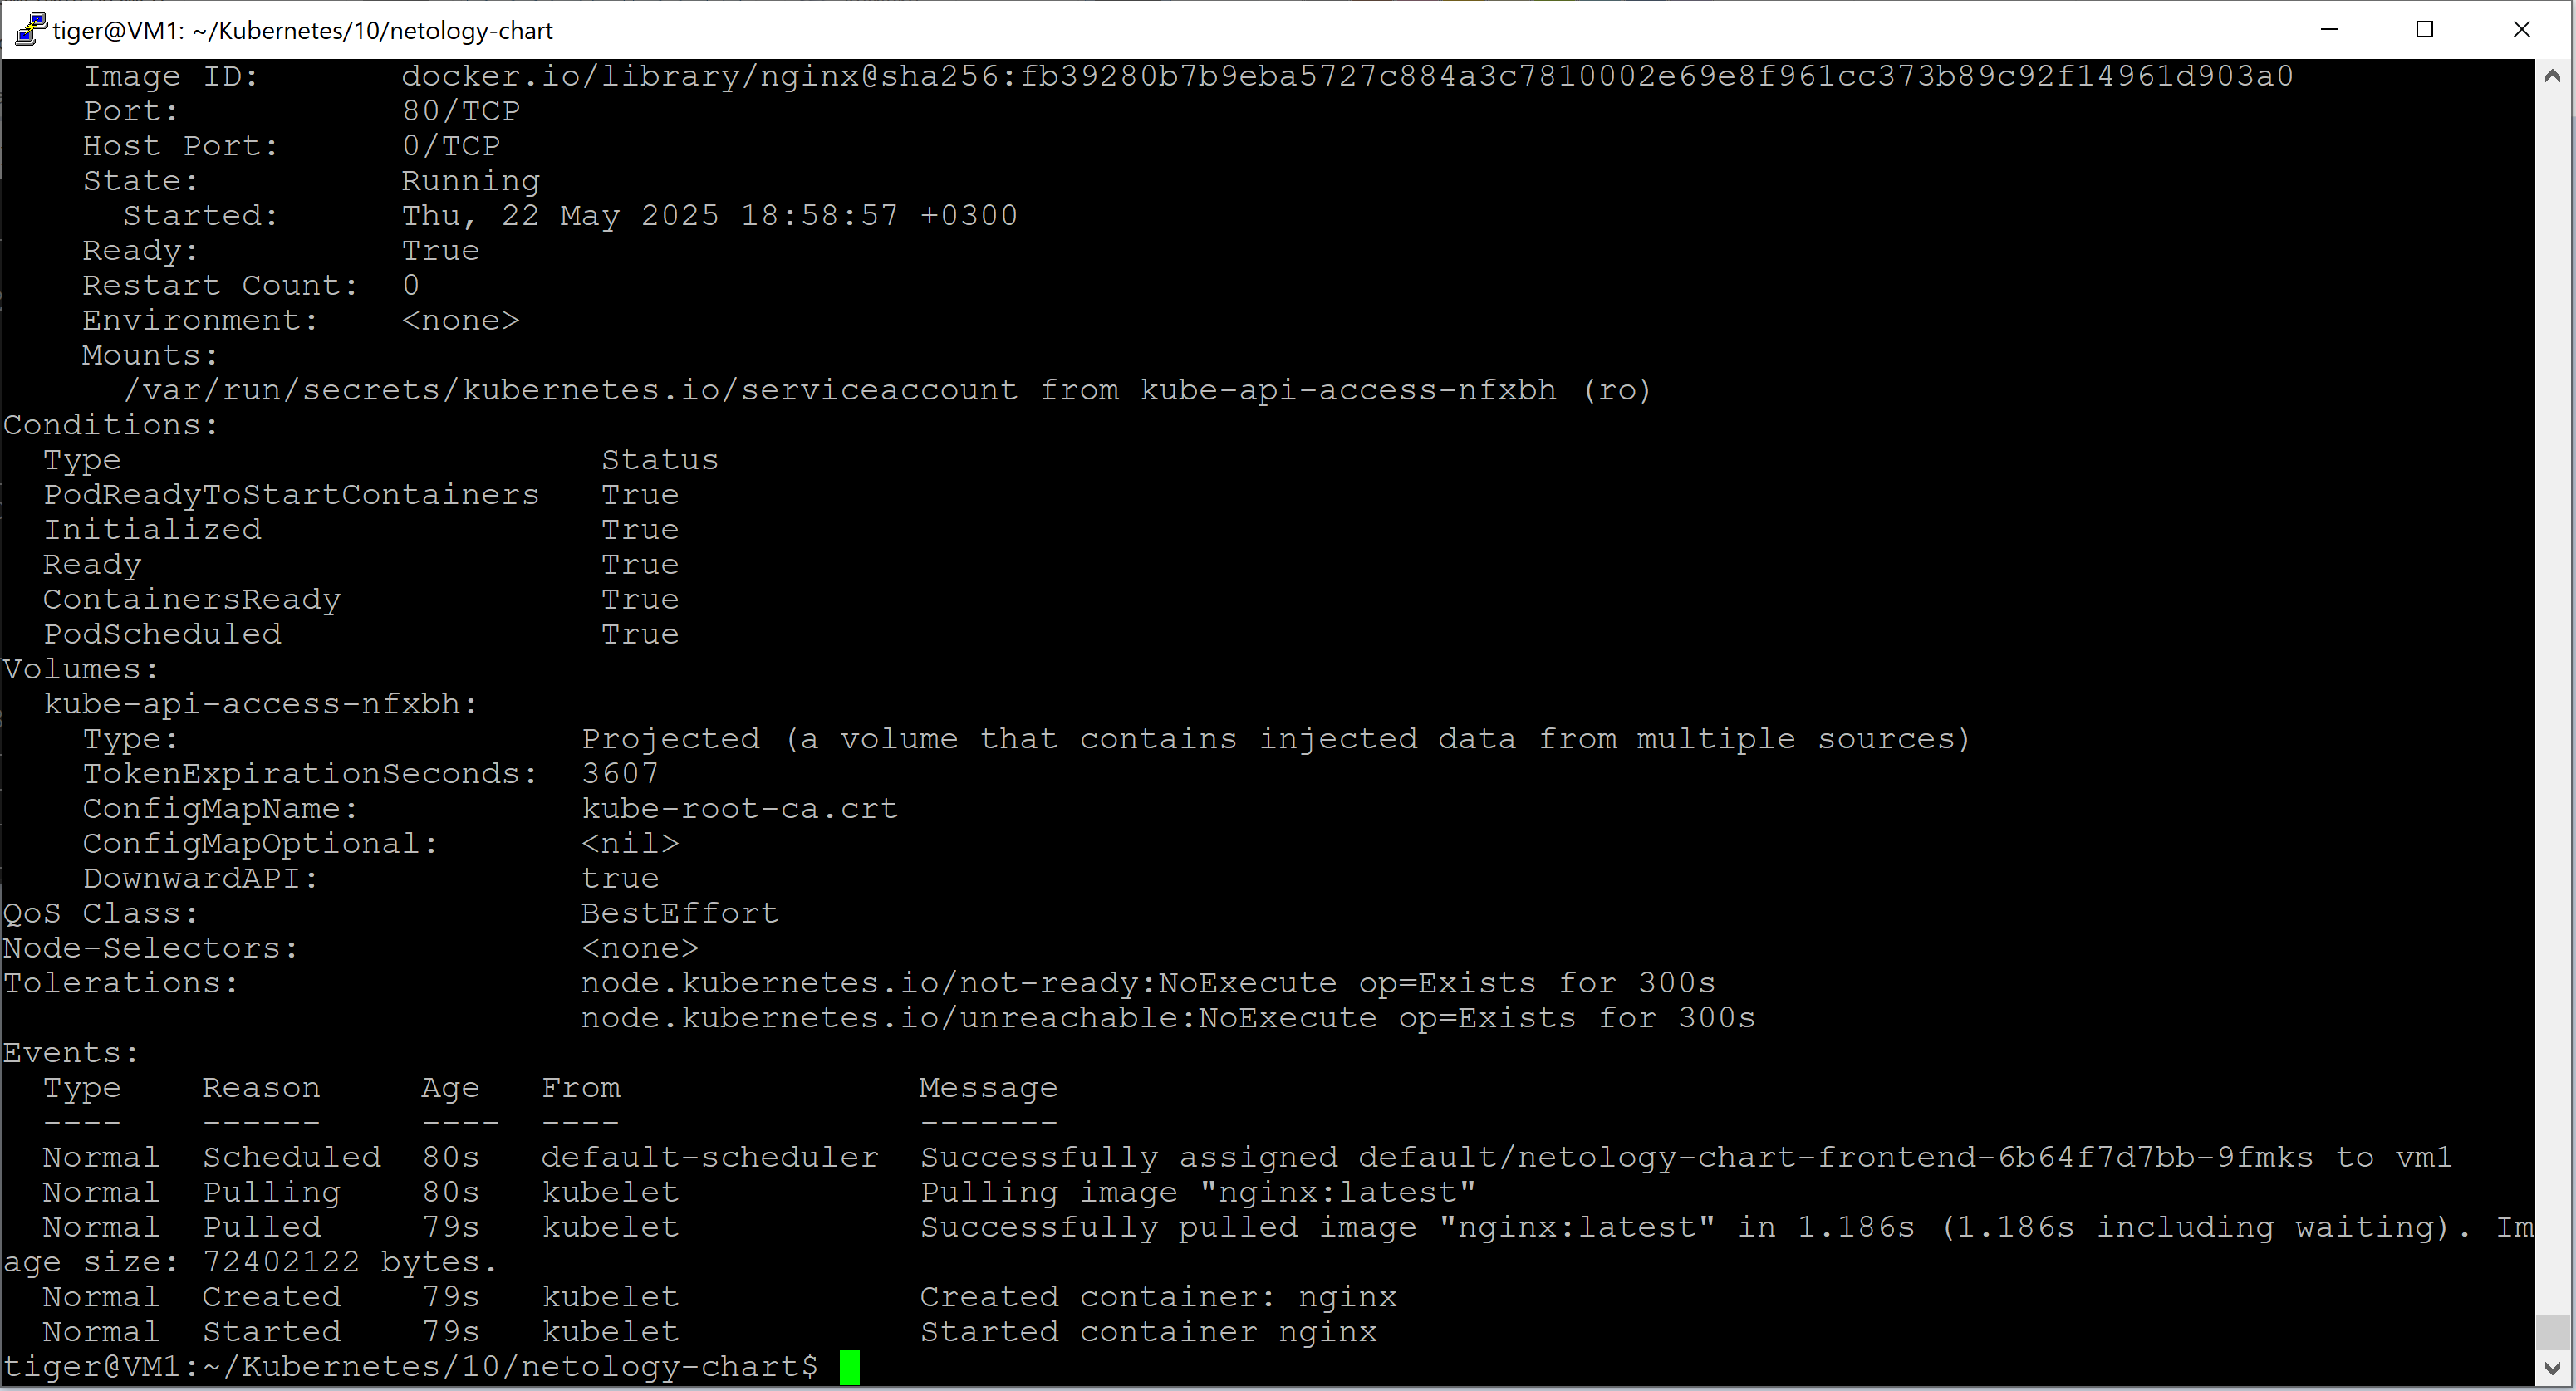 tiger@VM1: ~/Kubernetes/10/netology-chart
    Image ID:       docker.io/library/nginx@sha256:fb39280b7b9eba5727c884a3c7810002e69e8f961cc373b89c92f14961d903a0
    Port:           80/TCP
    Host Port:      0/TCP
    State:          Running
      Started:      Thu, 22 May 2025 18:58:57 +0300
    Ready:          True
    Restart Count:  0
    Environment:    <none>
    Mounts:
      /var/run/secrets/kubernetes.io/serviceaccount from kube-api-access-nfxbh (ro)
Conditions:
  Type                        Status
  PodReadyToStartContainers   True
  Initialized                 True
  Ready                       True
  ContainersReady             True
  PodScheduled                True
Volumes:
  kube-api-access-nfxbh:
    Type:                    Projected (a volume that contains injected data from multiple sources)
    TokenExpirationSeconds:  3607
    ConfigMapName:           kube-root-ca.crt
    ConfigMapOptional:       <nil>
    DownwardAPI:             true
QoS Class:                   BestEffort
Node-Selectors:              <none>
Tolerations:                 node.kubernetes.io/not-ready:NoExecute op=Exists for 300s
                             node.kubernetes.io/unreachable:NoExecute op=Exists for 300s
Events:
  Type    Reason     Age   From               Message
  ----    ------     ----  ----               -------
  Normal  Scheduled  80s   default-scheduler  Successfully assigned default/netology-chart-frontend-6b64f7d7bb-9fmks to vm1
  Normal  Pulling    80s   kubelet            Pulling image "nginx:latest"
  Normal  Pulled     79s   kubelet            Successfully pulled image "nginx:latest" in 1.186s (1.186s including waiting). Im
age size: 72402122 bytes.
  Normal  Created    79s   kubelet            Created container: nginx
  Normal  Started    79s   kubelet            Started container nginx
tiger@VM1:~/Kubernetes/10/netology-chart$